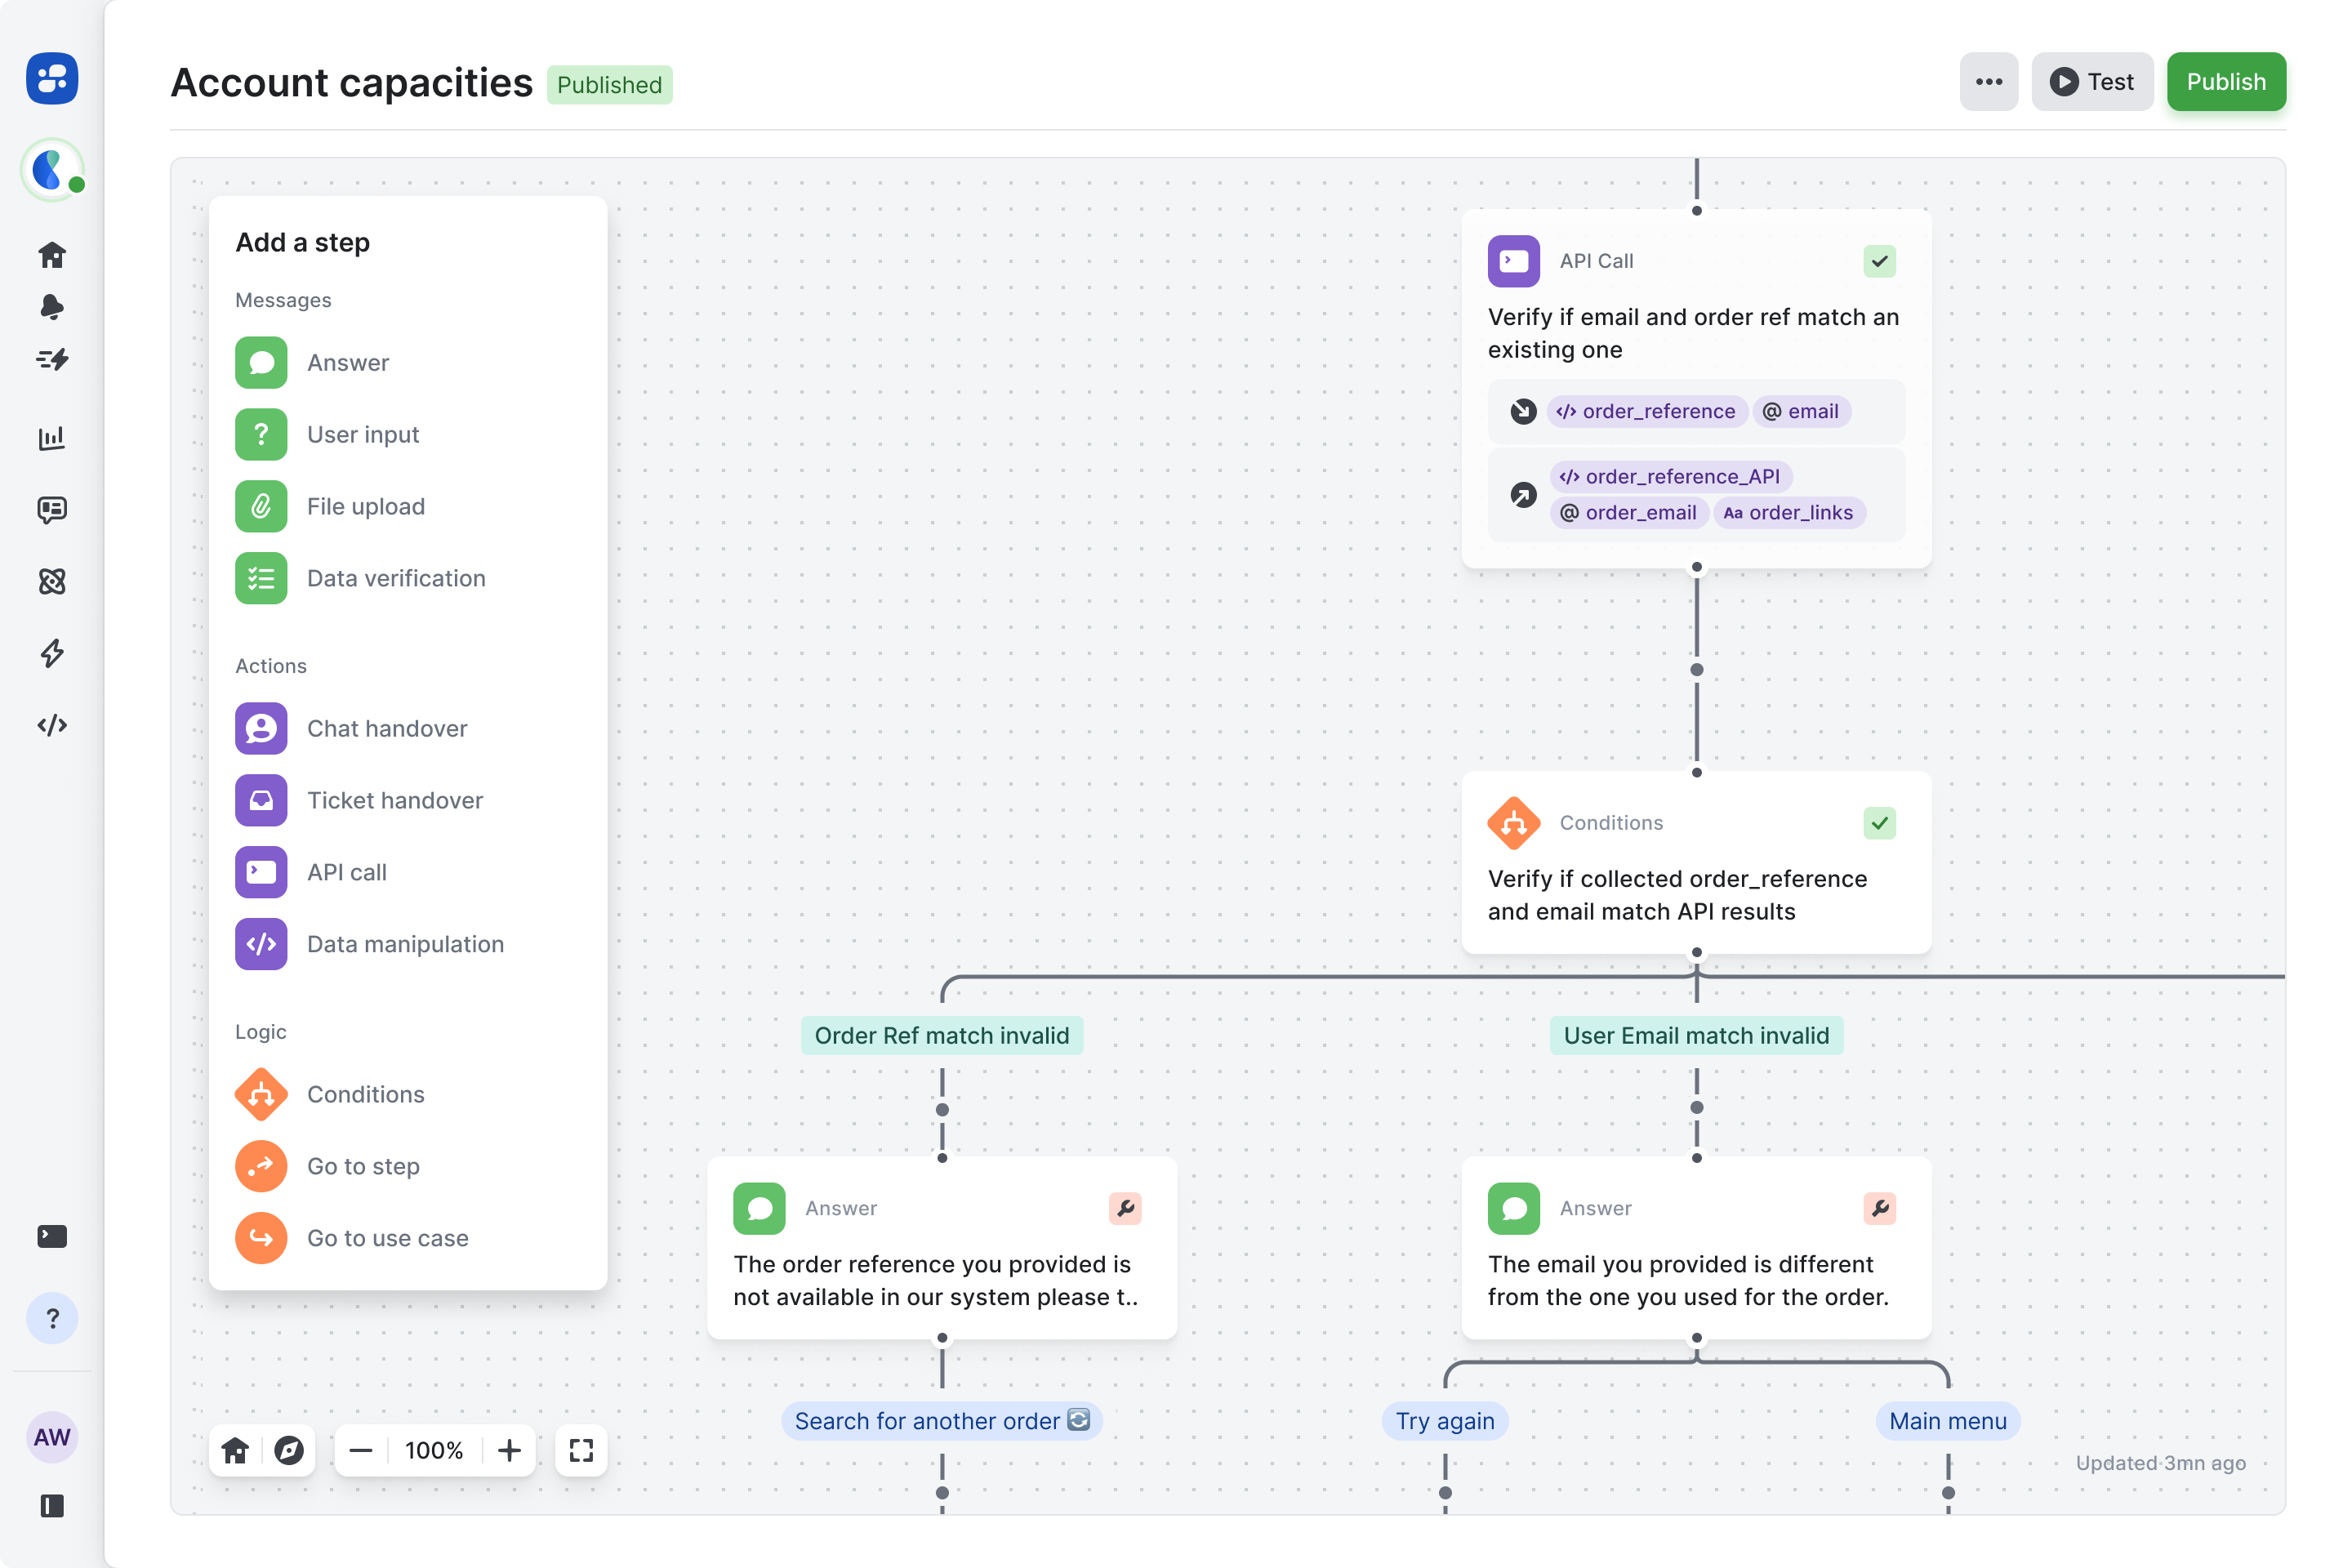 Account capacities
Published
Test
Publish
Add a step
Messages
Answer
User input
File upload
Data verification
Actions
Chat handover
Ticket handover
API call
Data manipulation
Logic
Conditions
Go to step
Go to use case
API Call
Verify if email and order ref match an
existing one
</> order_reference @ email
</> order_reference_API
@ order_email Aa order_links
Conditions
Verify if collected order_reference
and email match API results
Order Ref match invalid
User Email match invalid
Answer
The order reference you provided is
not available in our system please t..
Answer
The email you provided is different
from the one you used for the order.
Search for another order
Try again
Main menu
100%
Updated 3mn ago
?
AW